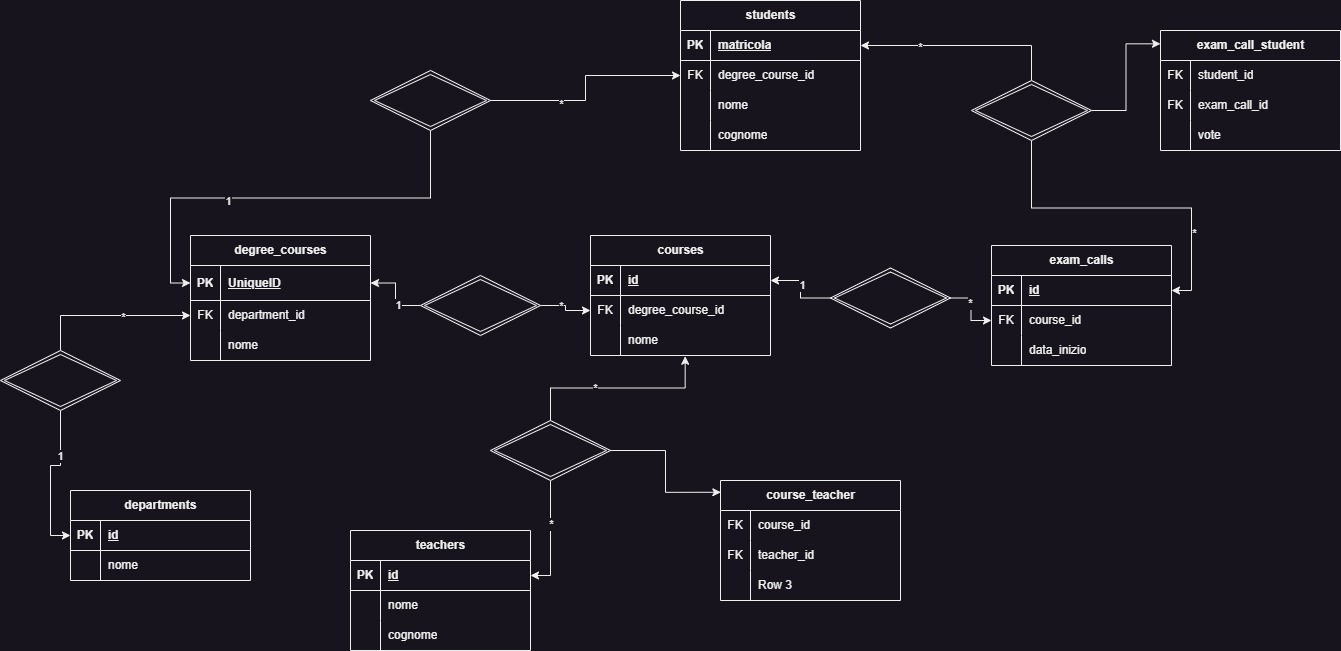 students
PK matricola
FK degree_course_id
nome
cognome
*
*
1
*
exam_call_student
FK student_id
FK exam_call_id
vote
degree_courses
PK UniqueID
FK department_id
nome
1
*
courses
PK id
FK degree_course_id
nome
1
*
exam_calls
PK id
FK course_id
data_inizio
*
1
*
*
departments
PK id
nome
teachers
PK id
nome
cognome
course_teacher
FK course_id
FK teacher_id
Row 3